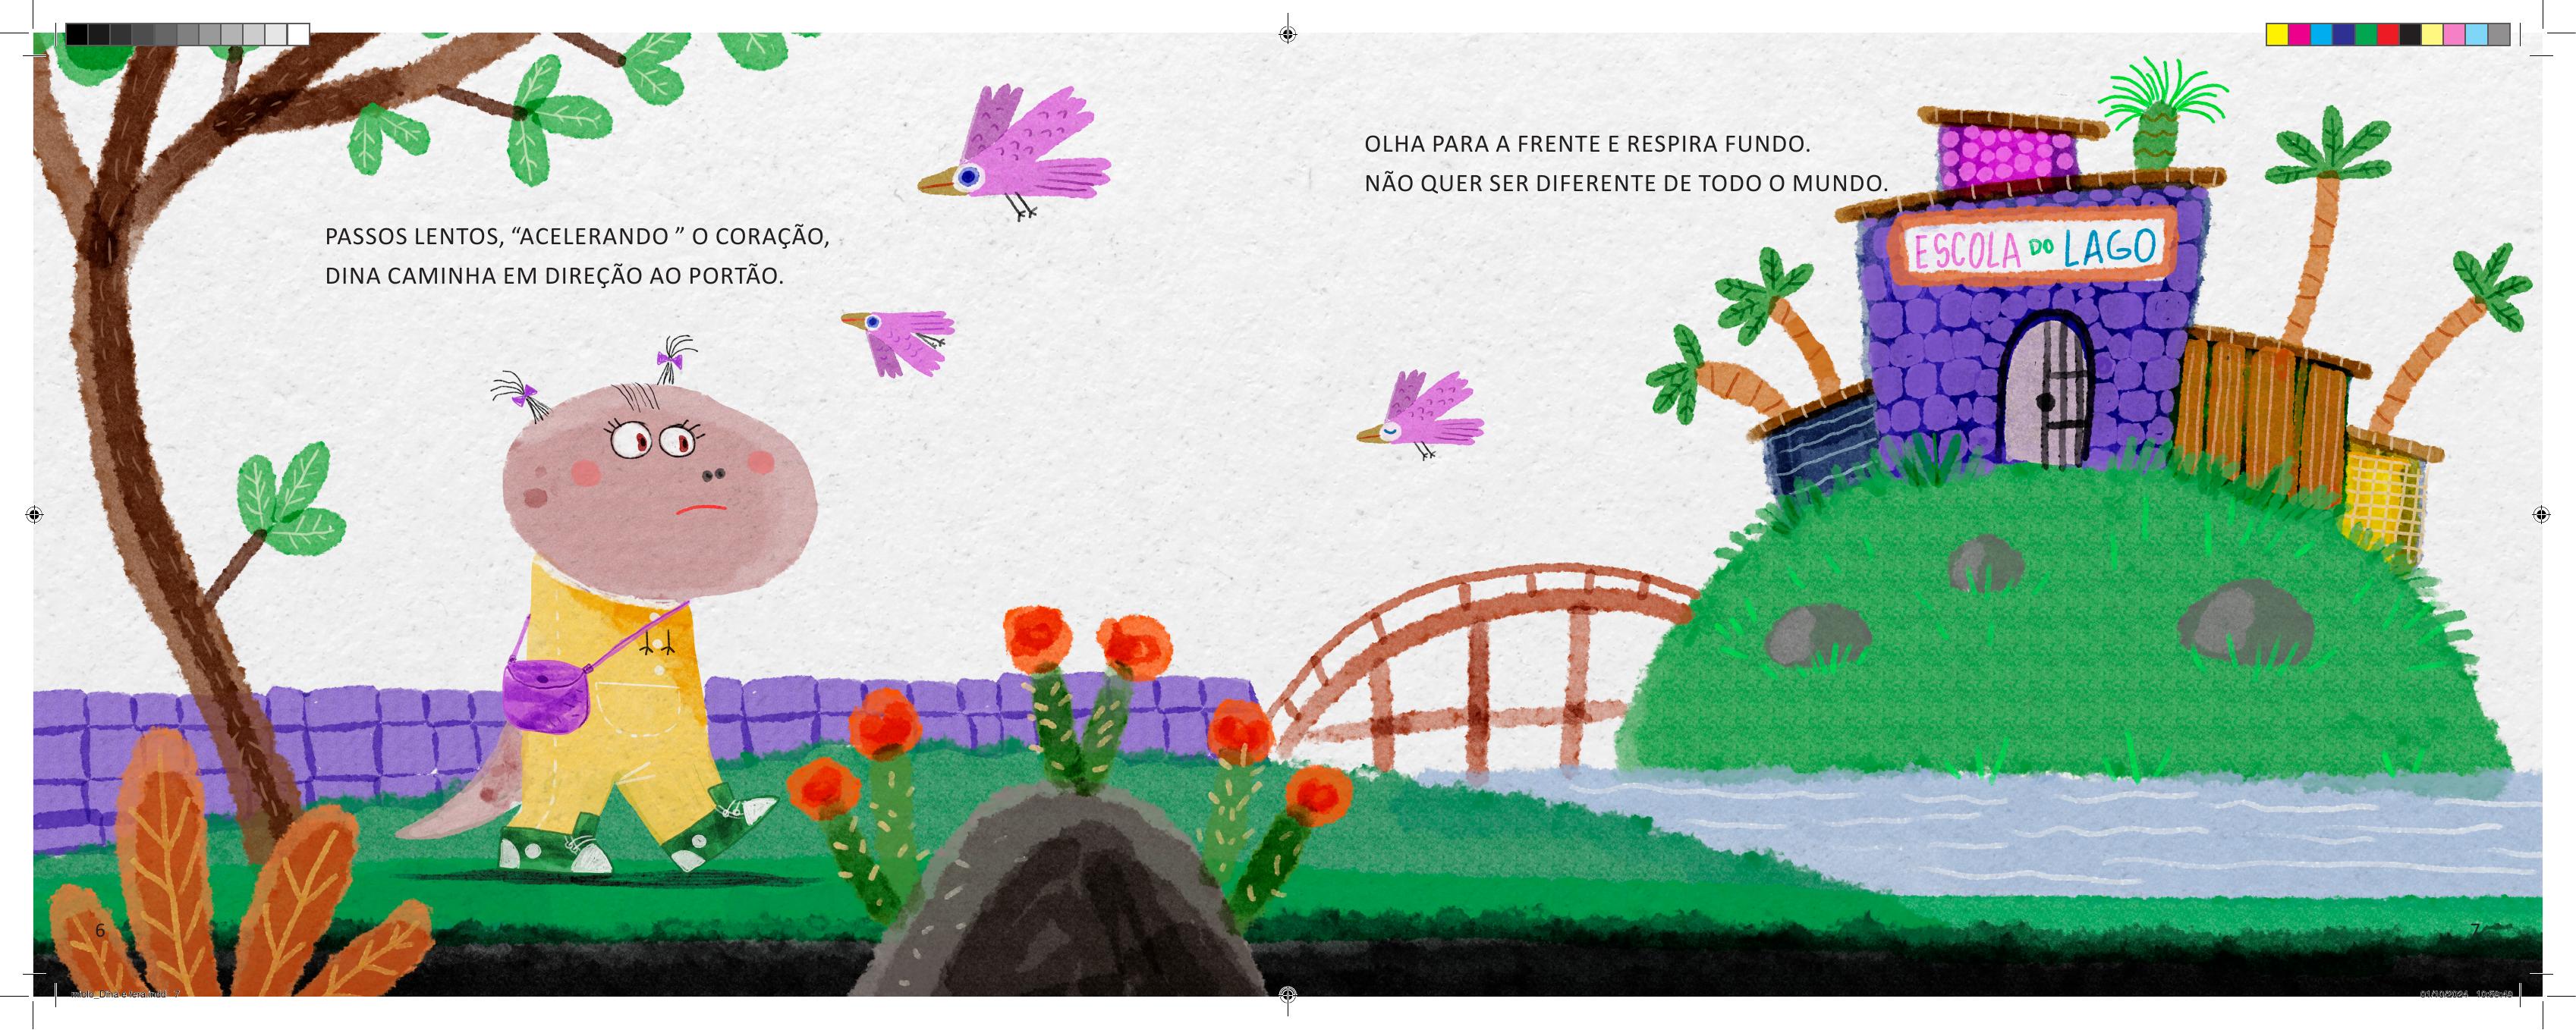 PASSOS LENTOS, “ACELERANDO ” O CORAÇÃO,
DINA CAMINHA EM DIREÇÃO AO PORTÃO.
OLHA PARA A FRENTE E RESPIRA FUNDO.
NÃO QUER SER DIFERENTE DE TODO O MUNDO.
ESCOLA DO LAGO
6
7